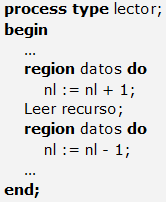 process type lector;
begin
...
region datos do
nl := nl + 1;
Leer recurso;
region datos do
nl := nl - 1;
...
end;